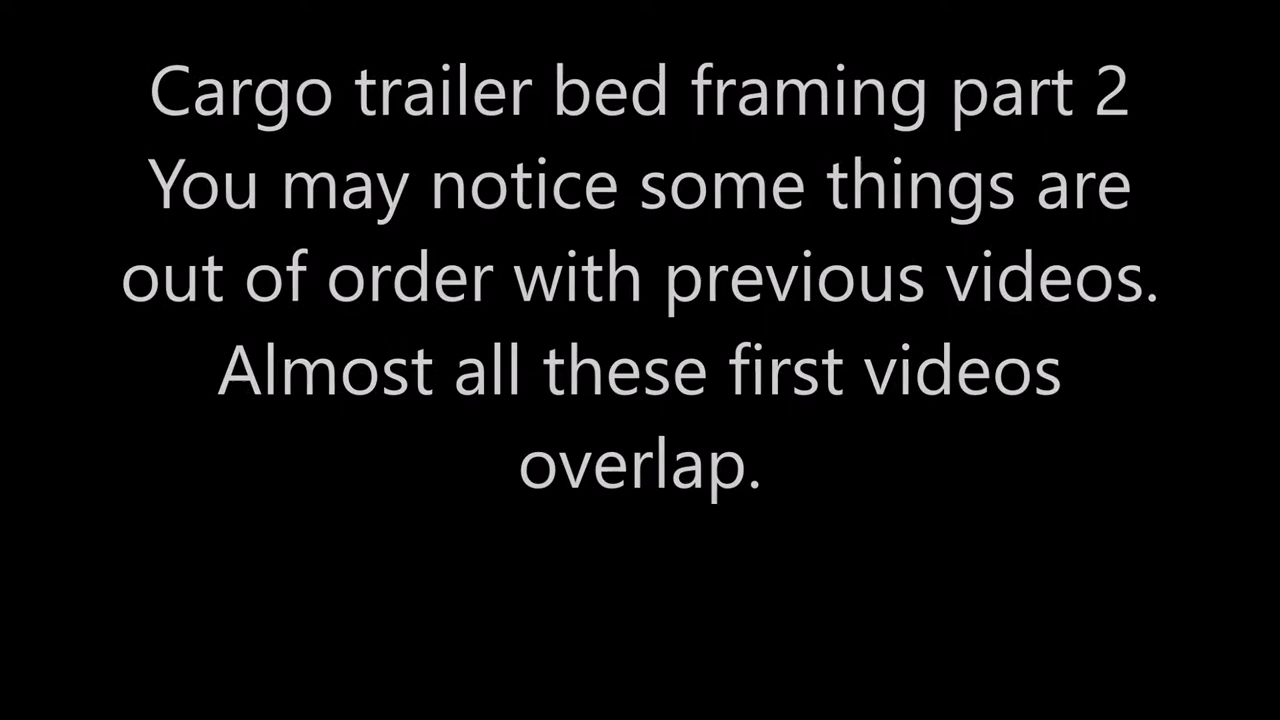 Cargo trailer bed framing part 2
You may notice some things are
out of order with previous videos.
Almost all these first videos
overlap.